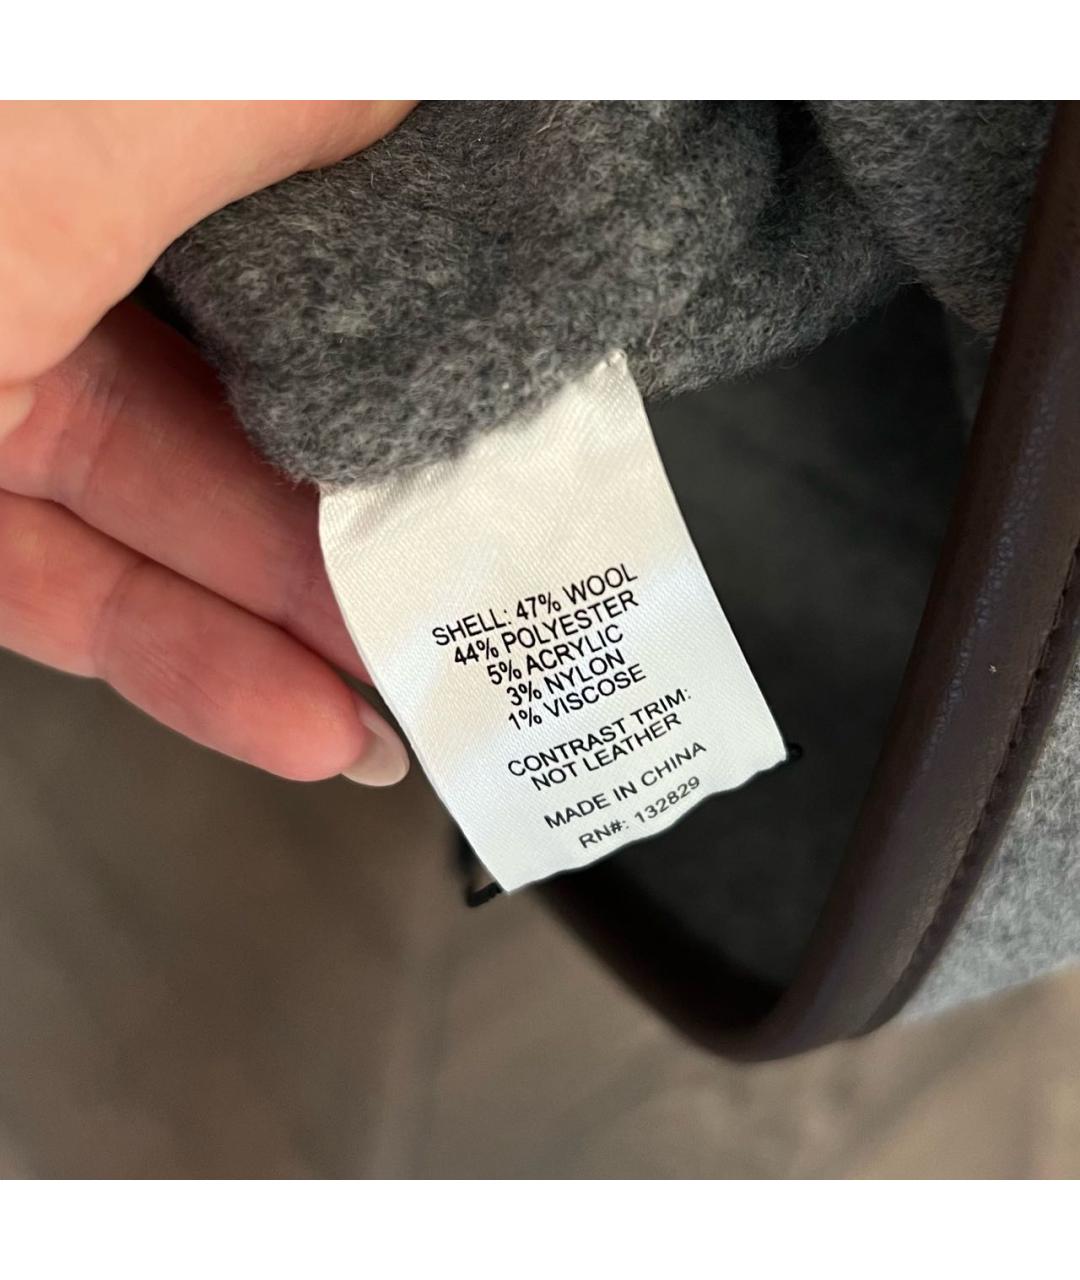 SHELL: 47% WOOL
44% POLYESTER
5% ACRYLIC
3% NYLON
1% VISCOSE
CONTRAST TRIM:
NOT LEATHER
MADE IN CHINA
RN#: 132829